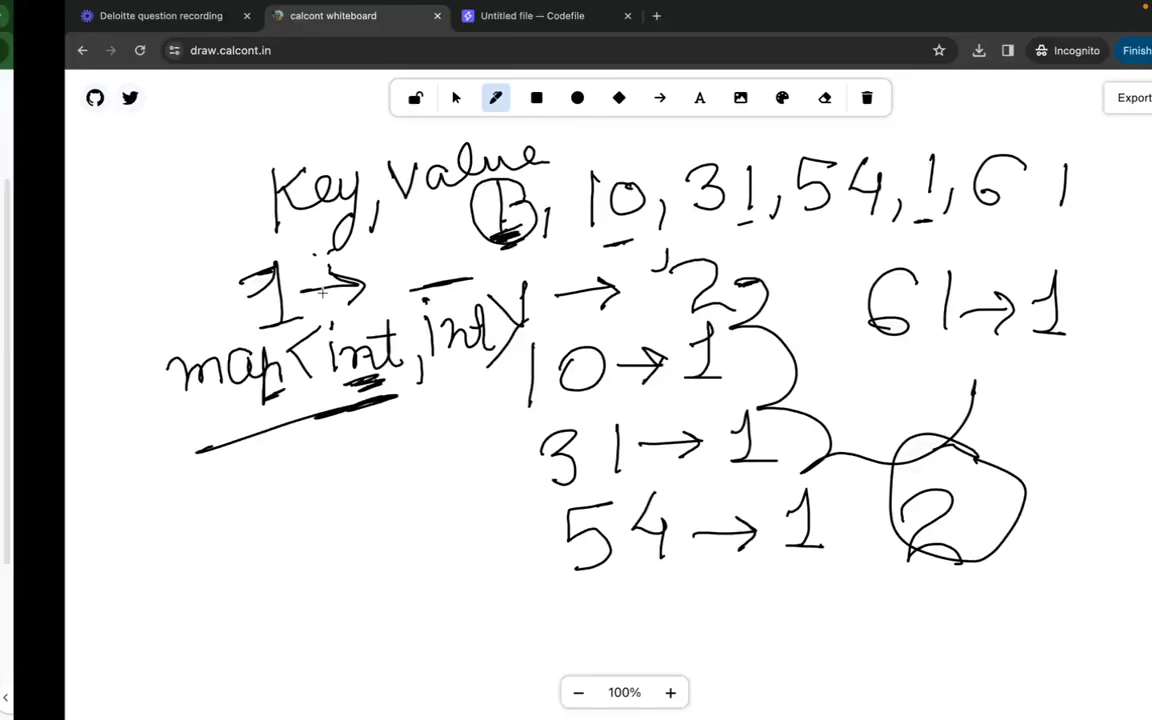 Deloitte question recording
calcont whiteboard
Untitled file — Codefile
draw.calcont.in
Incognito
Finish
A
Export
Key, Value
1, 10, 31, 54, 1, 61
1 →
→ 2
61 → 1
map<int, int>
10 → 1
31 → 1
54 → 1
2
100%